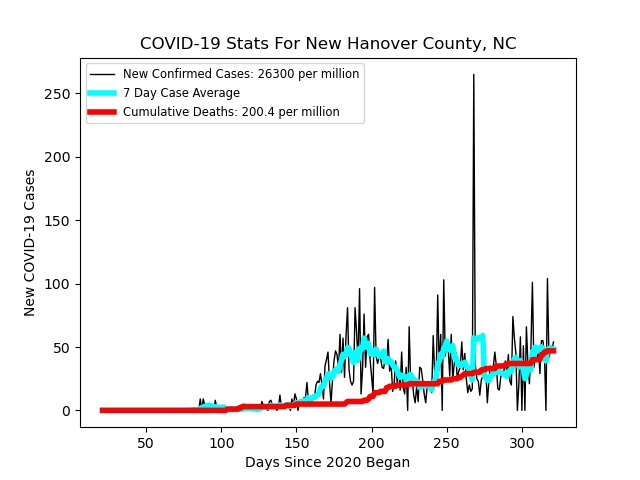 COVID-19 Stats For New Hanover County, NC
New Confirmed Cases: 26300 per million
7 Day Case Average
Cumulative Deaths: 200.4 per million
New COVID-19 Cases
250
200
150
100
50
0
50 100 150 200 250 300
Days Since 2020 Began